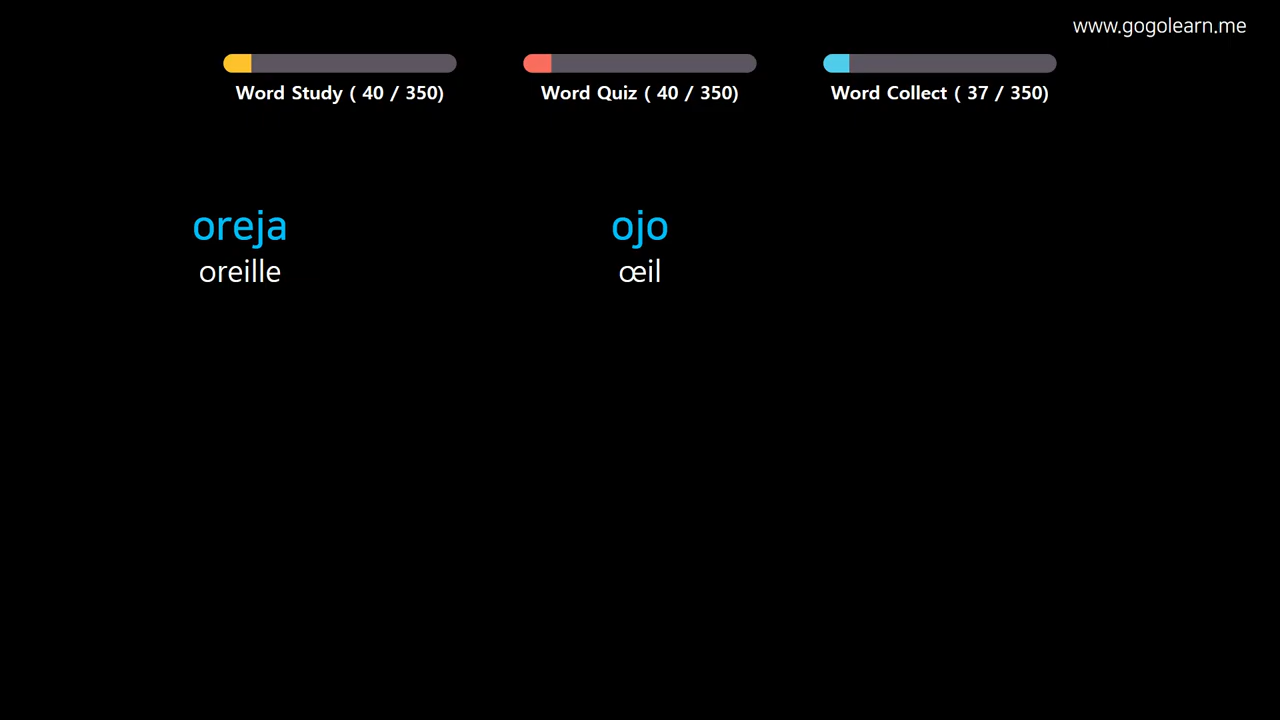 www.gogolearn.me
Word Study ( 40 / 350)
Word Quiz ( 40 / 350)
Word Collect ( 37 / 350)
oreja
oreille
ojo
œil